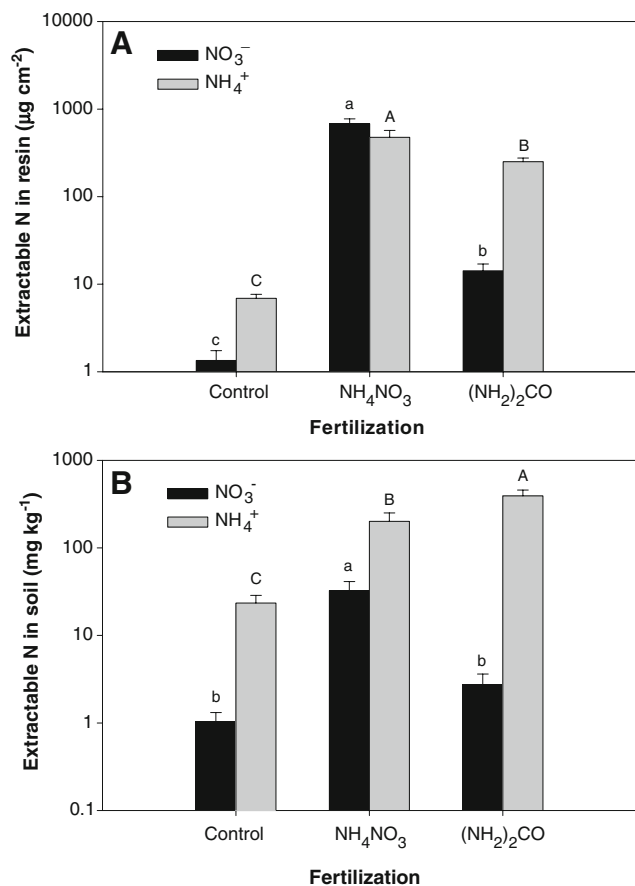 A
NO₃⁻
NH₄⁺
Extractable N in resin (µg cm⁻²)
10000
1000
100
10
1
c
C
a
A
b
B
Control
NH₄NO₃
(NH₂)₂CO
Fertilization
B
NO₃⁻
NH₄⁺
Extractable N in soil (mg kg⁻¹)
1000
100
10
1
0.1
b
C
a
B
b
A
Control
NH₄NO₃
(NH₂)₂CO
Fertilization